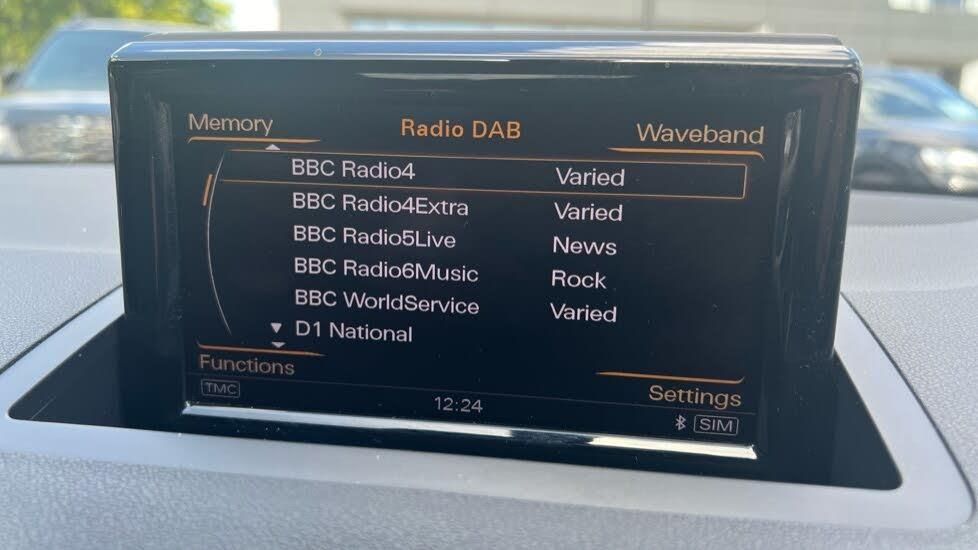 Memory Radio DAB Waveband
BBC Radio4 Varied
BBC Radio4Extra Varied
BBC Radio5Live News
BBC Radio6Music Rock
BBC WorldService Varied
D1 National
Functions Settings
TMC 12:24 SIM